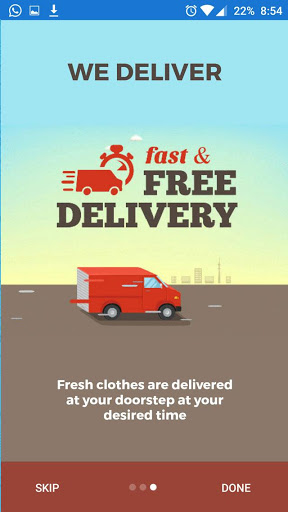 22% 8:54
WE DELIVER
fast &
FREE
DELIVERY
Fresh clothes are delivered
at your doorstep at your
desired time
SKIP DONE